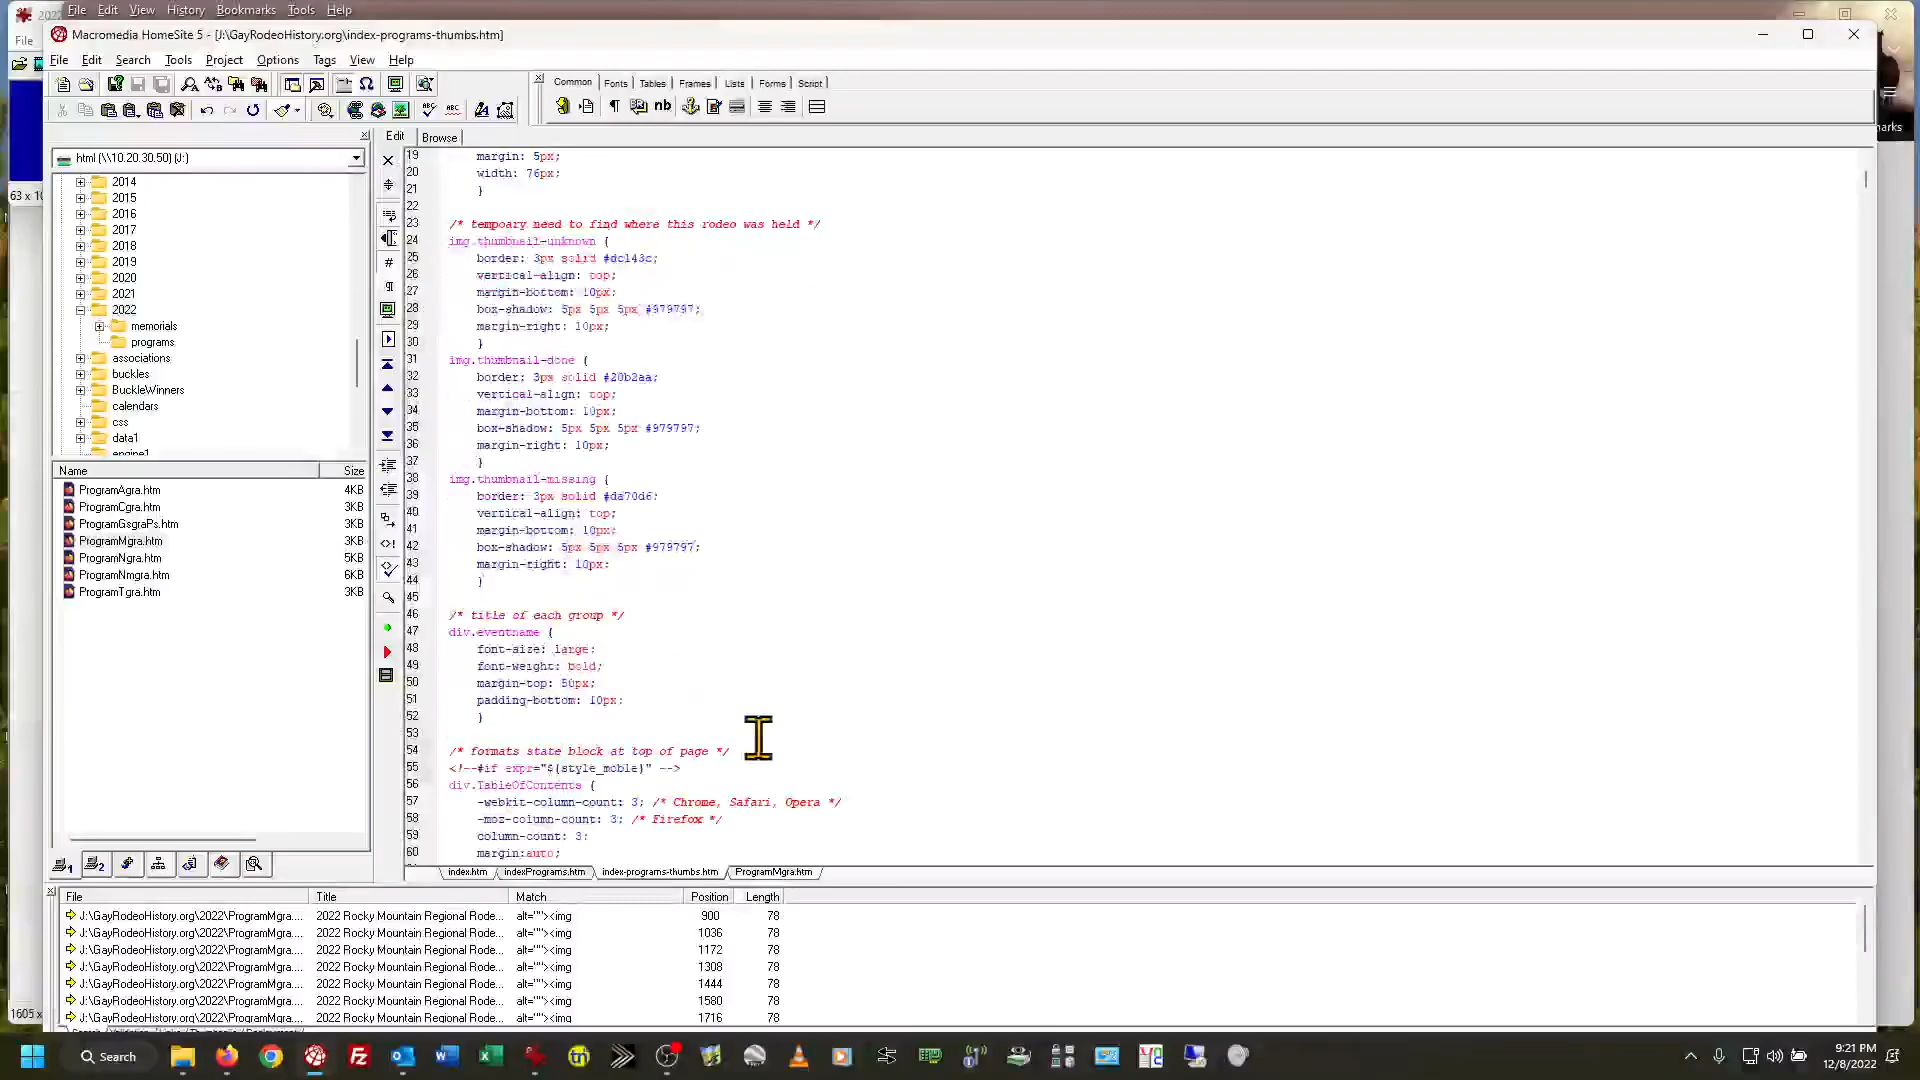 File Edit View History Bookmarks Tools Help
2022
Macromedia HomeSite 5 - [J:\GayRodeoHistory.org\index-programs-thumbs.htm]
File
File Edit Search Tools Project Options Tags View Help
Common Fonts Tables Frames Lists Forms Script
nb
Edit Browse
html (\\10.20.30.50) (J:)
2014
2015
2016
2017
2018
2019
2020
2021
2022
memorials
programs
associations
buckles
BuckleWinners
calendars
css
data1
engine1
Name Size
ProgramAgra.htm 4KB
ProgramCgra.htm 3KB
ProgramGsgraPs.htm 3KB
ProgramMgra.htm 3KB
ProgramNgra.htm 5KB
ProgramNmgra.htm 6KB
ProgramTgra.htm 3KB
19 margin: 5px;
20 width: 76px;
21 }
22
23 /* tempoary need to find where this rodeo was held */
24 img.thumbnail-unknown {
25 border: 3px solid #dc143c;
26 vertical-align: top;
27 margin-bottom: 10px;
28 box-shadow: 5px 5px 5px #979797;
29 margin-right: 10px;
30 }
31 img.thumbnail-done {
32 border: 3px solid #20b2aa;
33 vertical-align: top;
34 margin-bottom: 10px;
35 box-shadow: 5px 5px 5px #979797;
36 margin-right: 10px;
37 }
38 img.thumbnail-missing {
39 border: 3px solid #da70d6;
40 vertical-align: top;
41 margin-bottom: 10px;
42 box-shadow: 5px 5px 5px #979797;
43 margin-right: 10px;
44 }
45
46 /* title of each group */
47 div.eventname {
48 font-size: large;
49 font-weight: bold;
50 margin-top: 50px;
51 padding-bottom: 10px;
52 }
53
54 /* formats state block at top of page */
55 <!--#if expr="${style_moble}" -->
56 div.TableOfContents {
57 -webkit-column-count: 3; /* Chrome, Safari, Opera */
58 -moz-column-count: 3; /* Firefox */
59 column-count: 3;
60 margin:auto;
index.htm indexPrograms.htm index-programs-thumbs.htm ProgramMgra.htm
File Title Match Position Length
J:\GayRodeoHistory.org\2022\ProgramMgra.... 2022 Rocky Mountain Regional Rode... alt=""><img 900 78
J:\GayRodeoHistory.org\2022\ProgramMgra.... 2022 Rocky Mountain Regional Rode... alt=""><img 1036 78
J:\GayRodeoHistory.org\2022\ProgramMgra.... 2022 Rocky Mountain Regional Rode... alt=""><img 1172 78
J:\GayRodeoHistory.org\2022\ProgramMgra.... 2022 Rocky Mountain Regional Rode... alt=""><img 1308 78
J:\GayRodeoHistory.org\2022\ProgramMgra.... 2022 Rocky Mountain Regional Rode... alt=""><img 1444 78
J:\GayRodeoHistory.org\2022\ProgramMgra.... 2022 Rocky Mountain Regional Rode... alt=""><img 1580 78
J:\GayRodeoHistory.org\2022\ProgramMgra.... 2022 Rocky Mountain Regional Rode... alt=""><img 1716 78
63 x 10
1605 x
arks
Search
9:21 PM
12/8/2022